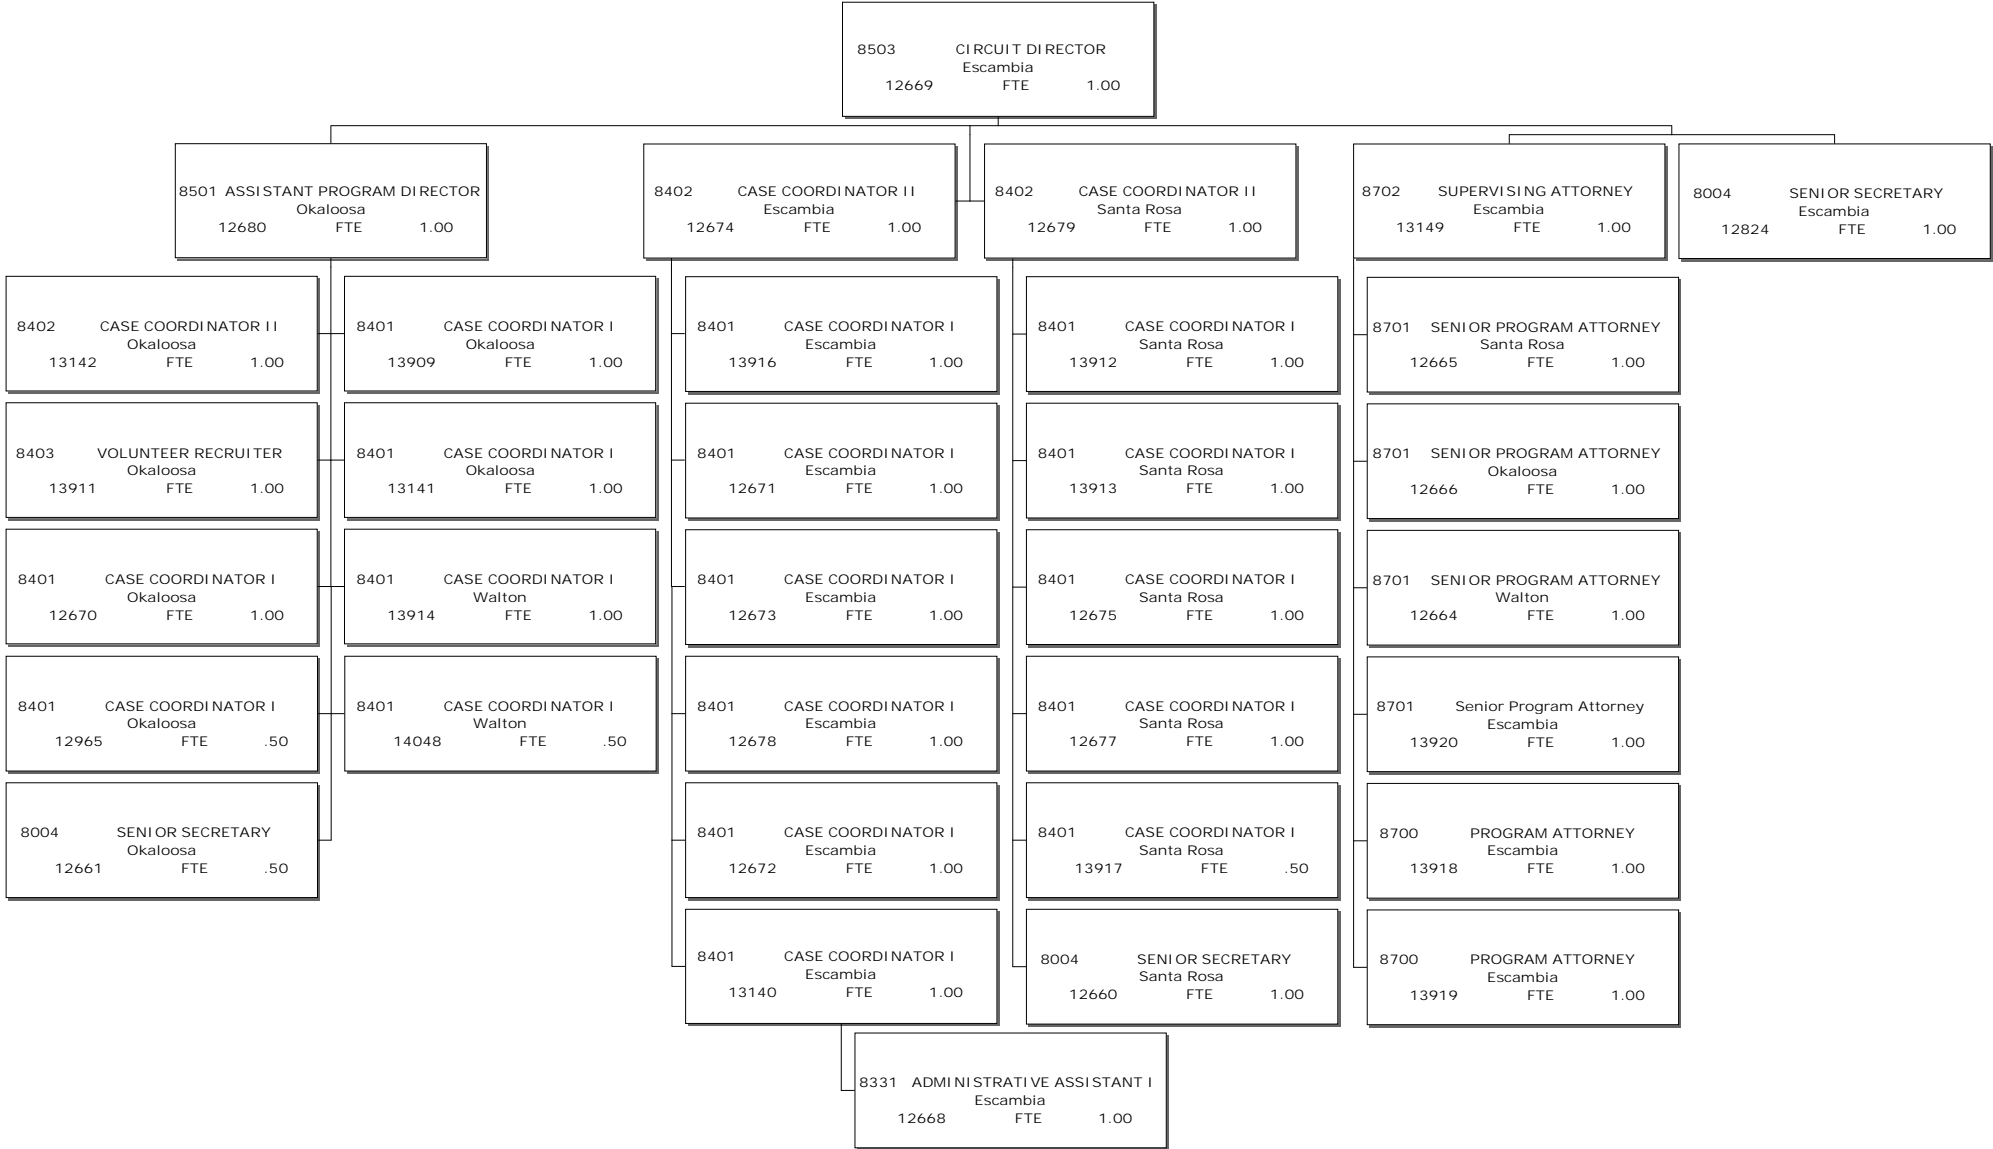 8503 CIRCUIT DIRECTOR
Escambia
12669 FTE 1.00
8501 ASSISTANT PROGRAM DIRECTOR
Okaloosa
12680 FTE 1.00
8402 CASE COORDINATOR II
Escambia
12674 FTE 1.00
8402 CASE COORDINATOR II
Santa Rosa
12679 FTE 1.00
8702 SUPERVISING ATTORNEY
Escambia
13149 FTE 1.00
8004 SENIOR SECRETARY
Escambia
12824 FTE 1.00
8402 CASE COORDINATOR II
Okaloosa
13142 FTE 1.00
8401 CASE COORDINATOR I
Okaloosa
13909 FTE 1.00
8401 CASE COORDINATOR I
Escambia
13916 FTE 1.00
8401 CASE COORDINATOR I
Santa Rosa
13912 FTE 1.00
8701 SENIOR PROGRAM ATTORNEY
Santa Rosa
12665 FTE 1.00
8403 VOLUNTEER RECRUITER
Okaloosa
13911 FTE 1.00
8401 CASE COORDINATOR I
Okaloosa
13141 FTE 1.00
8401 CASE COORDINATOR I
Escambia
12671 FTE 1.00
8401 CASE COORDINATOR I
Santa Rosa
13913 FTE 1.00
8701 SENIOR PROGRAM ATTORNEY
Okaloosa
12666 FTE 1.00
8401 CASE COORDINATOR I
Okaloosa
12670 FTE 1.00
8401 CASE COORDINATOR I
Walton
13914 FTE 1.00
8401 CASE COORDINATOR I
Escambia
12673 FTE 1.00
8401 CASE COORDINATOR I
Santa Rosa
12675 FTE 1.00
8701 SENIOR PROGRAM ATTORNEY
Walton
12664 FTE 1.00
8401 CASE COORDINATOR I
Okaloosa
12965 FTE .50
8401 CASE COORDINATOR I
Walton
14048 FTE .50
8401 CASE COORDINATOR I
Escambia
12678 FTE 1.00
8401 CASE COORDINATOR I
Santa Rosa
12677 FTE 1.00
8701 Senior Program Attorney
Escambia
13920 FTE 1.00
8004 SENIOR SECRETARY
Okaloosa
12661 FTE .50
8401 CASE COORDINATOR I
Escambia
12672 FTE 1.00
8401 CASE COORDINATOR I
Santa Rosa
13917 FTE .50
8700 PROGRAM ATTORNEY
Escambia
13918 FTE 1.00
8401 CASE COORDINATOR I
Escambia
13140 FTE 1.00
8004 SENIOR SECRETARY
Santa Rosa
12660 FTE 1.00
8700 PROGRAM ATTORNEY
Escambia
13919 FTE 1.00
8331 ADMINISTRATIVE ASSISTANT I
Escambia
12668 FTE 1.00